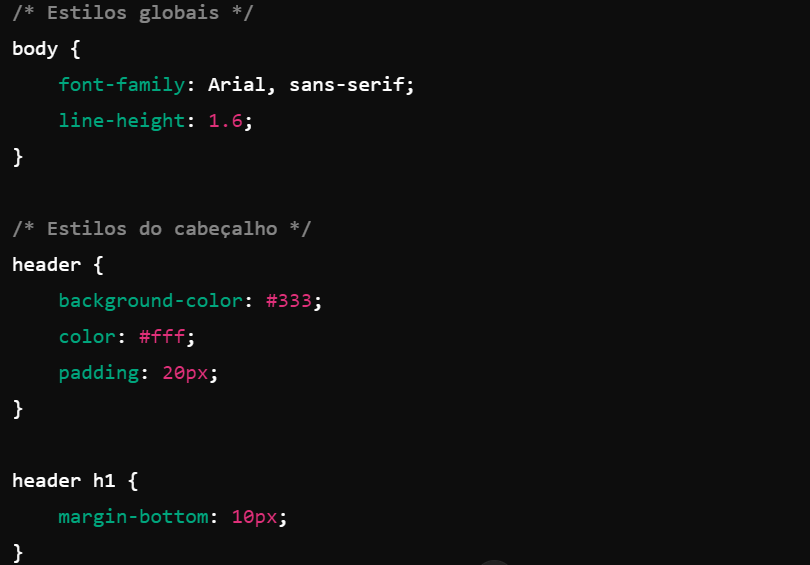 /* Estilos globais */
body {
    font-family: Arial, sans-serif;
    line-height: 1.6;
}

/* Estilos do cabeçalho */
header {
    background-color: #333;
    color: #fff;
    padding: 20px;
}

header h1 {
    margin-bottom: 10px;
}